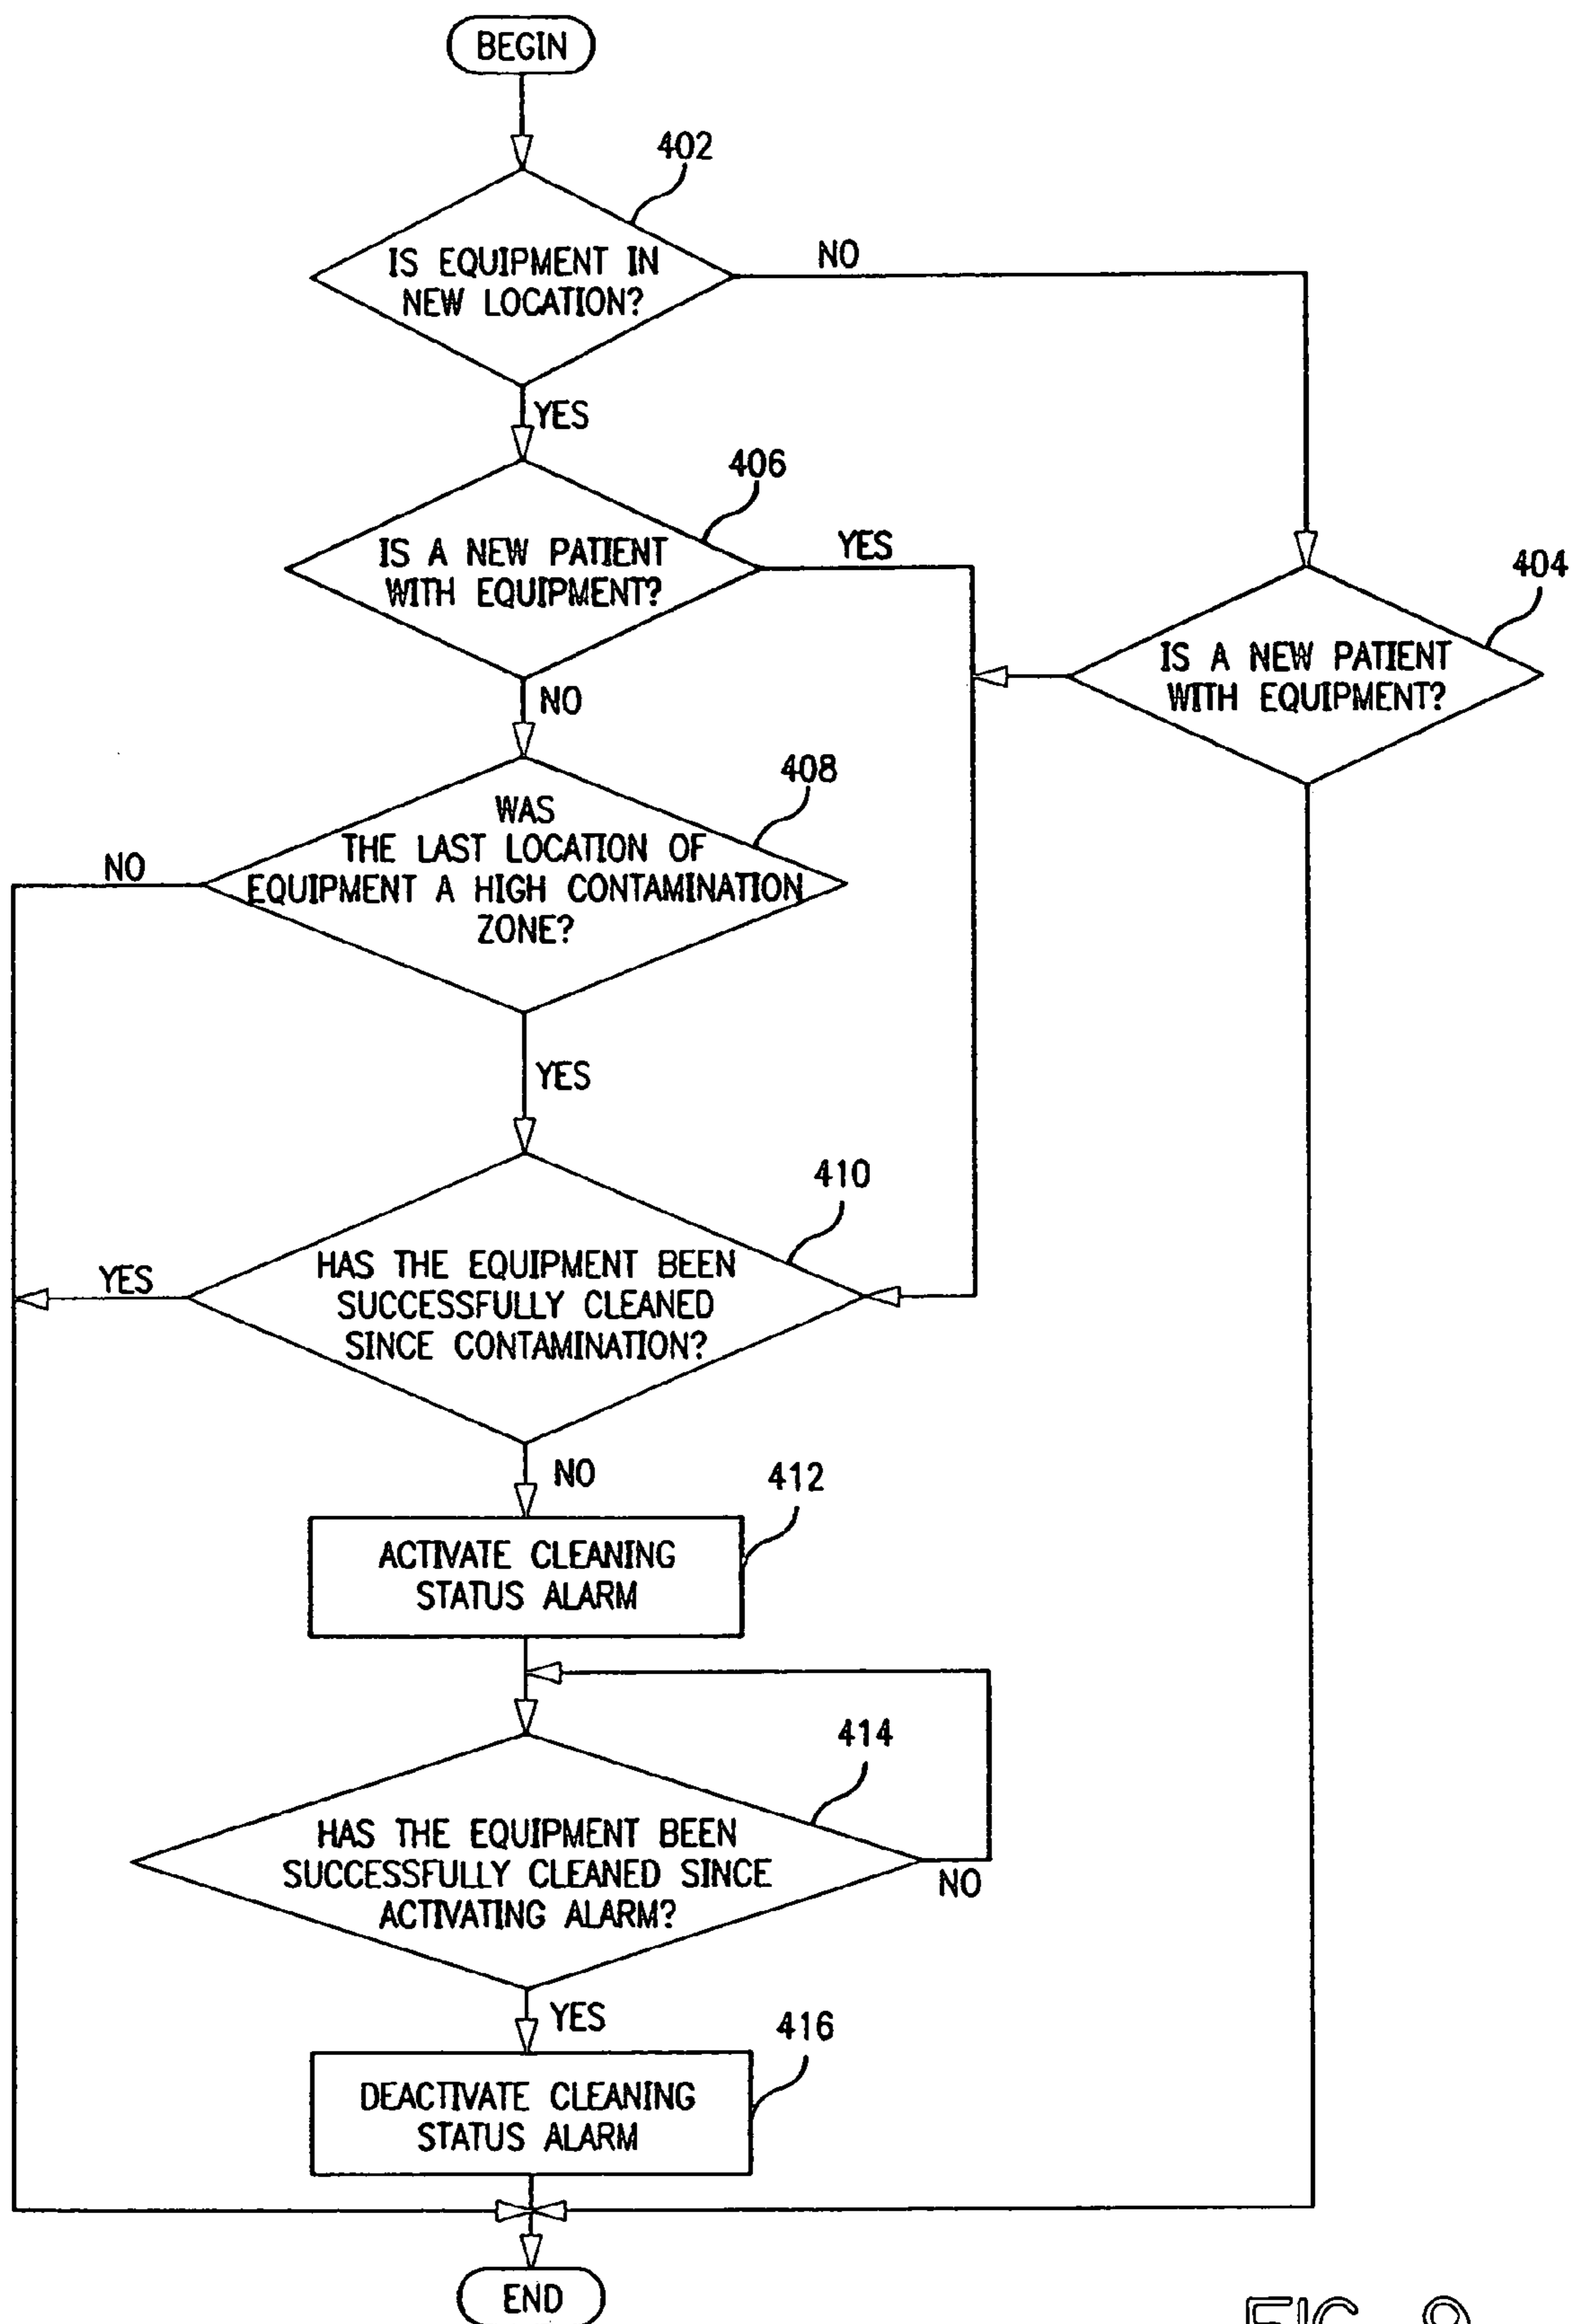 BEGIN
402
IS EQUIPMENT IN
NEW LOCATION?
NO
YES
406
IS A NEW PATIENT
WITH EQUIPMENT?
YES
404
IS A NEW PATIENT
WITH EQUIPMENT?
NO
408
WAS
THE LAST LOCATION OF
EQUIPMENT A HIGH CONTAMINATION
ZONE?
NO
YES
410
HAS THE EQUIPMENT BEEN
SUCCESSFULLY CLEANED
SINCE CONTAMINATION?
YES
NO
412
ACTIVATE CLEANING
STATUS ALARM
414
HAS THE EQUIPMENT BEEN
SUCCESSFULLY CLEANED SINCE
ACTIVATING ALARM?
NO
YES
416
DEACTIVATE CLEANING
STATUS ALARM
END
FIG. 9